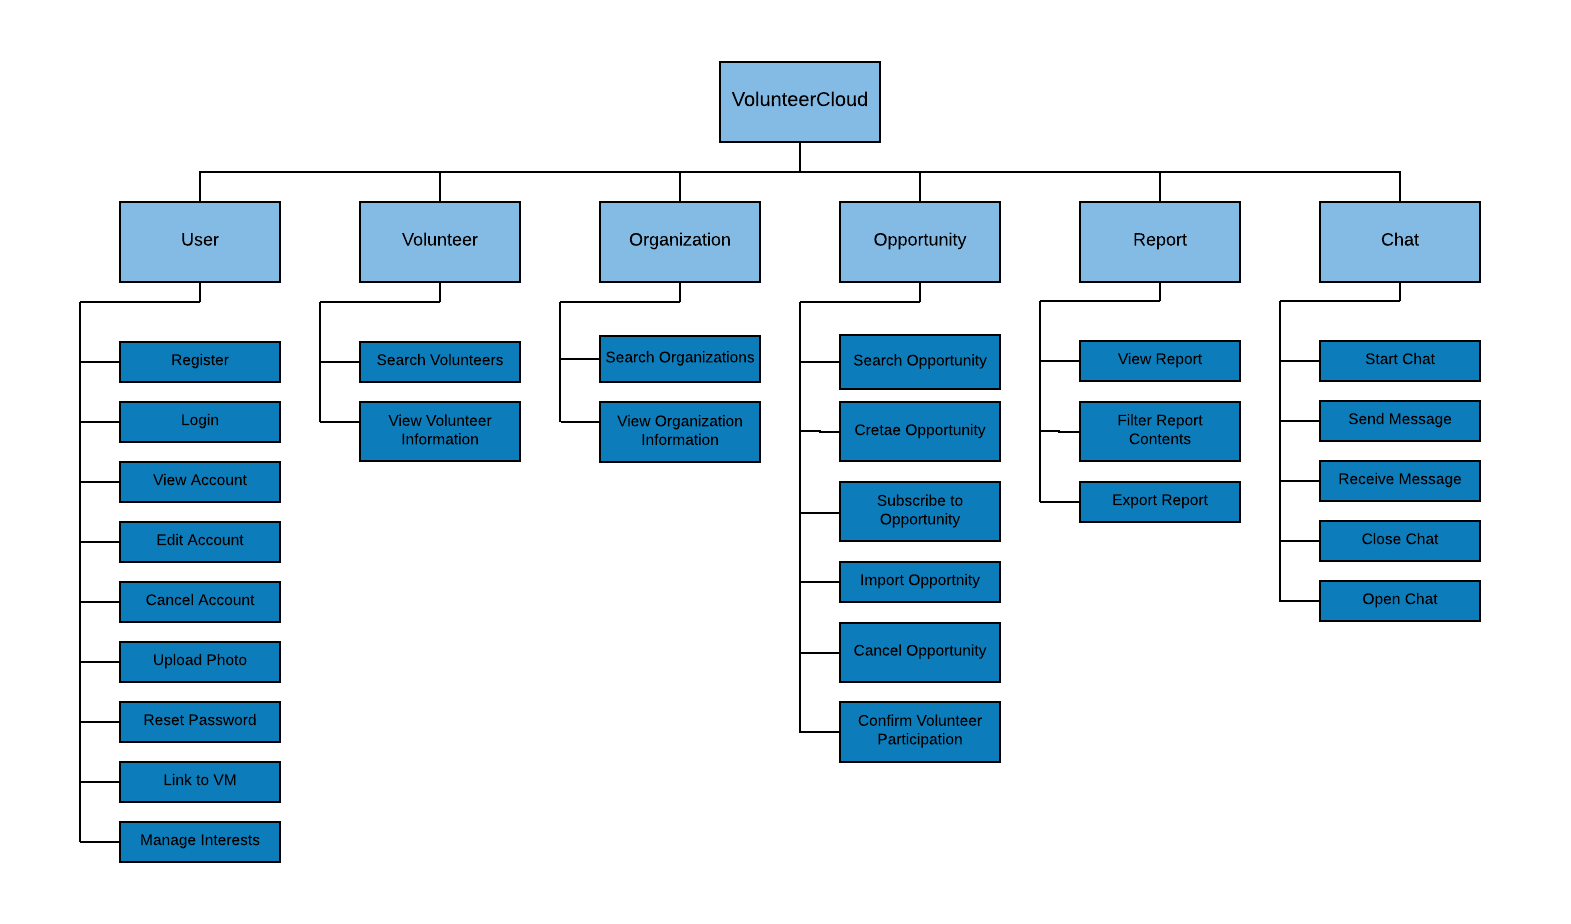 VolunteerCloud
User
Volunteer
Organization
Opportunity
Report
Chat
Register
Login
View Account
Edit Account
Cancel Account
Upload Photo
Reset Password
Link to VM
Manage Interests
Search Volunteers
View Volunteer
Information
Search Organizations
View Organization
Information
Search Opportunity
Cretae Opportunity
Subscribe to
Opportunity
Import Opportnity
Cancel Opportunity
Confirm Volunteer
Participation
View Report
Filter Report
Contents
Export Report
Start Chat
Send Message
Receive Message
Close Chat
Open Chat